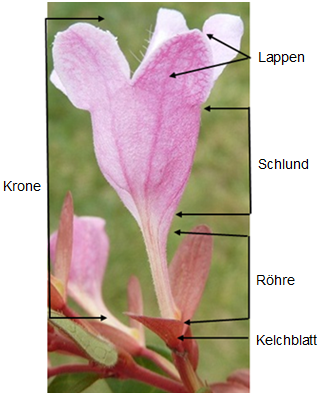 Lappen
Schlund
Krone
Röhre
Kelchblatt